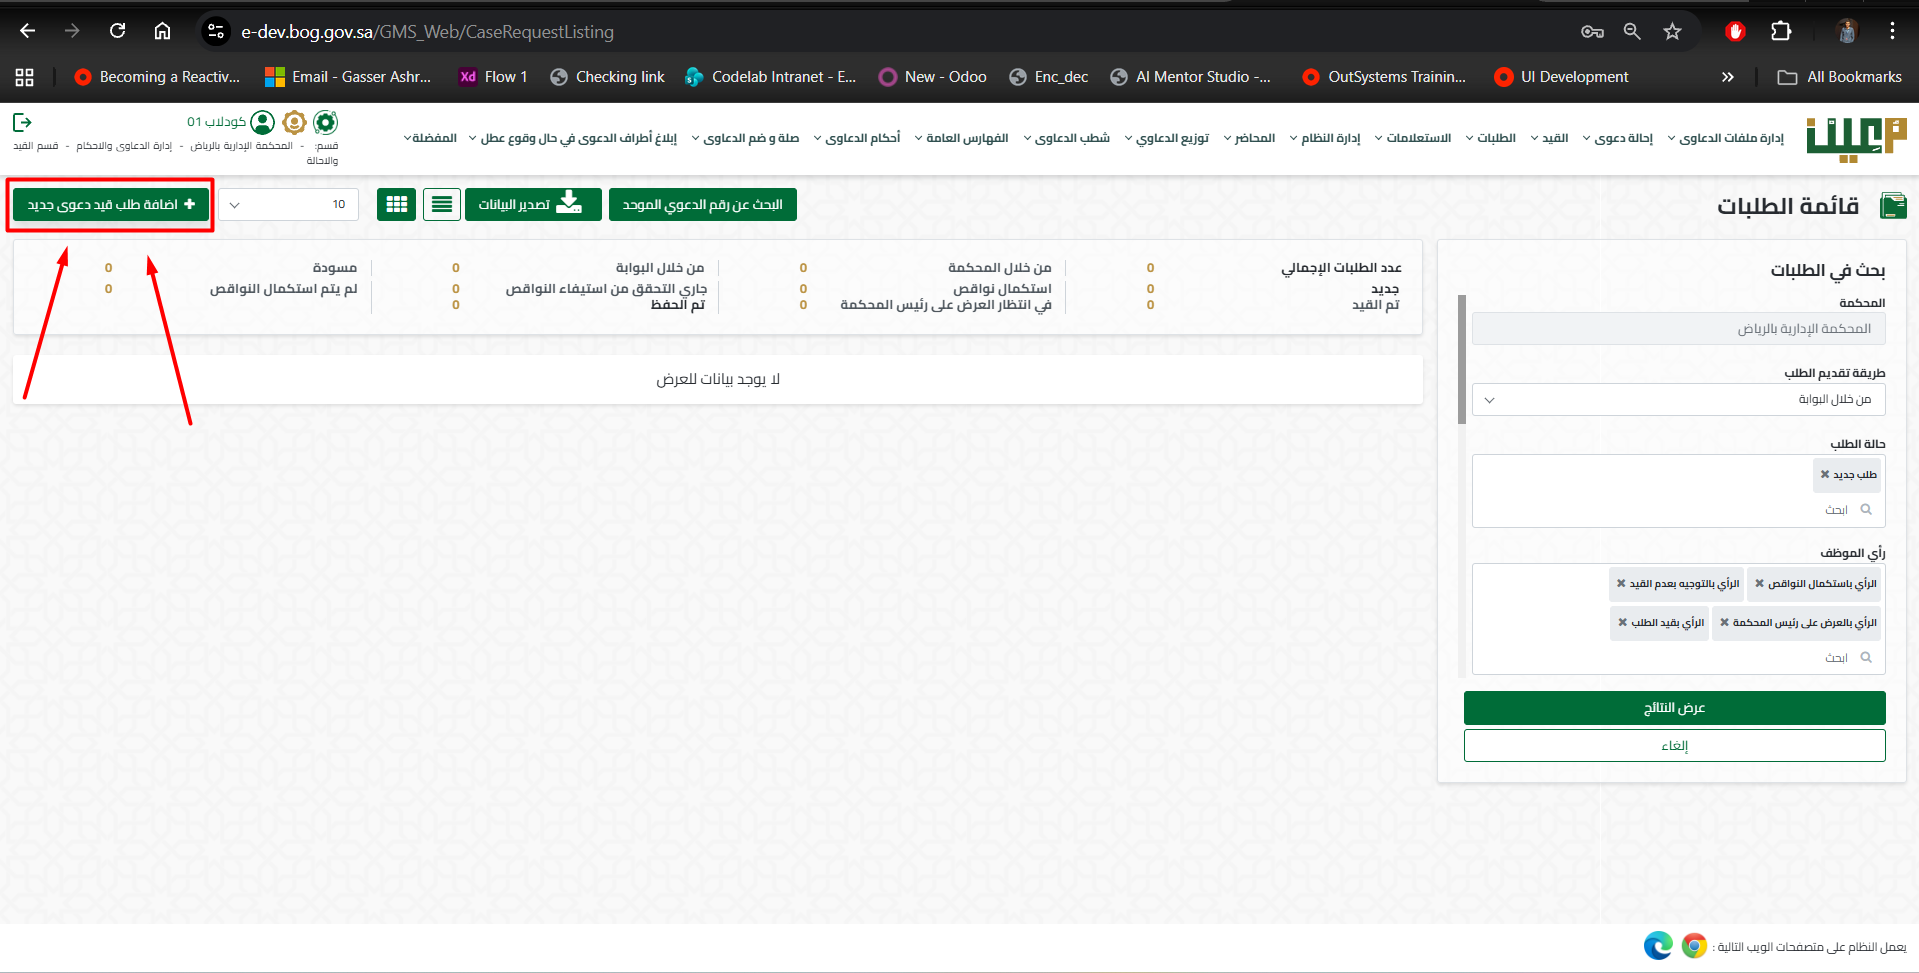 e-dev.bog.gov.sa/GMS_Web/CaseRequestListing
Becoming a Reactiv...
Email - Gasser Ashr...
Xd Flow 1
Checking link
Codelab Intranet - E...
New - Odoo
Enc_dec
AI Mentor Studio -...
OutSystems Trainin...
UI Development
All Bookmarks
معين
إدارة ملفات الدعاوى
إحالة دعوى
القيد
الطلبات
الاستعلامات
إدارة النظام
المحاضر
توزيع الدعاوي
شطب الدعاوى
الفهارس العامة
أحكام الدعاوى
صلة و ضم الدعاوى
إبلاغ أطراف الدعوى في حال وقوع عطل
المفضلة
كودلاب 01
قسم: - المحكمة الإدارية بالرياض - إدارة الدعاوى والاحكام - قسم القيد
والاحالة
قائمة الطلبات
البحث عن رقم الدعوي الموحد
تصدير البيانات
10
اضافة طلب قيد دعوى جديد
بحث في الطلبات
المحكمة
المحكمة الإدارية بالرياض
طريقة تقديم الطلب
من خلال البوابة
حالة الطلب
طلب جديد
ابحث
رأي الموظف
الرأي باستكمال النواقص
الرأي بالتوجيه بعدم القيد
الرأي بالعرض على رئيس المحكمة
الرأي بقيد الطلب
ابحث
عرض النتائج
إلغاء
عدد الطلبات الإجمالي 0
من خلال المحكمة 0
من خلال البوابة 0
مسودة 0
جديد 0
استكمال نواقص 0
جاري التحقق من استيفاء النواقص 0
لم يتم استكمال النواقص 0
تم القيد 0
في انتظار العرض على رئيس المحكمة 0
تم الحفظ 0
لا يوجد بيانات للعرض
يعمل النظام على متصفحات الويب التالية :